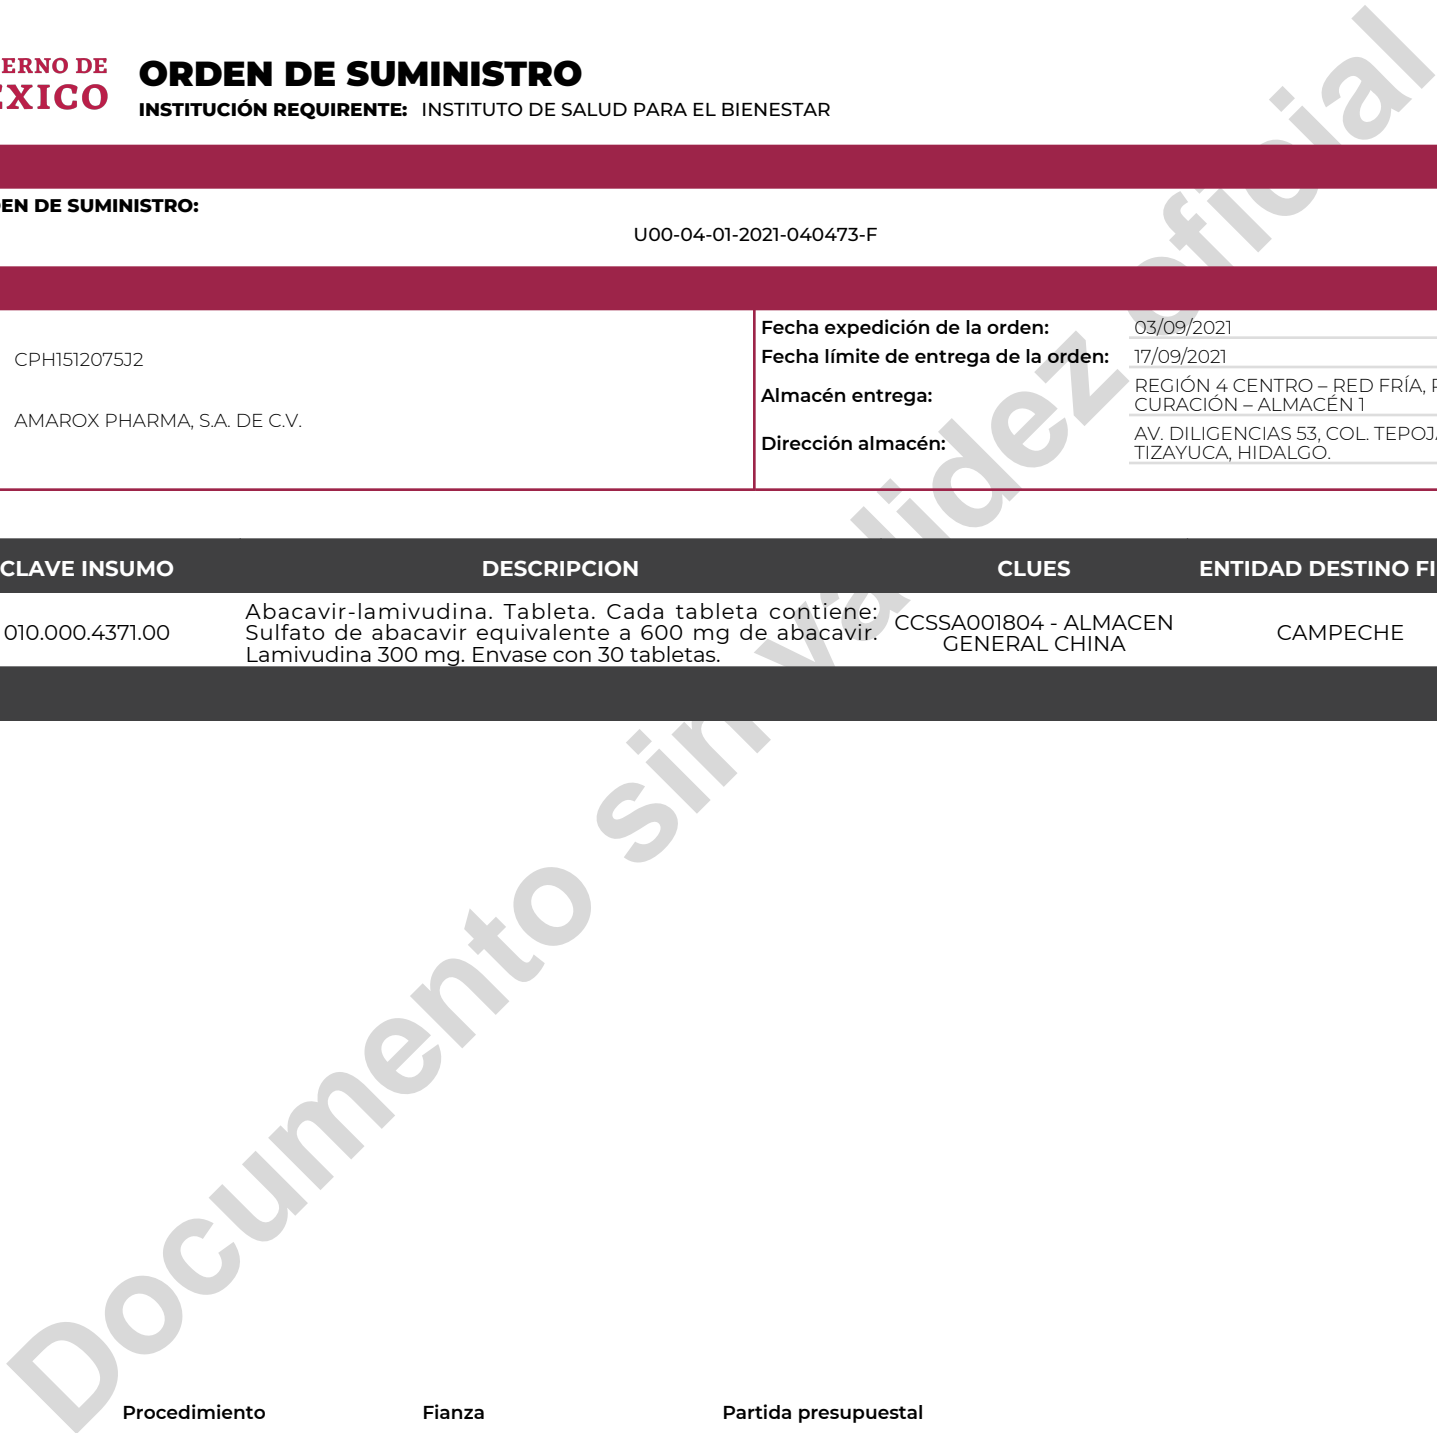 ERNO DE
ORDEN DE SUMINISTRO
XICO
INSTITUCIÓN REQUIRENTE: INSTITUTO DE SALUD PARA EL BIENESTAR
EN DE SUMINISTRO:
U00-04-01-2021-040473-F
Fecha expedición de la orden: 03/09/2021
CPH1512075J2
Fecha límite de entrega de la orden: 17/09/2021
Almacén entrega: REGIÓN 4 CENTRO – RED FRÍA,
CURACIÓN – ALMACÉN 1
AMAROX PHARMA, S.A. DE C.V.
Dirección almacén: AV. DILIGENCIAS 53, COL. TEPOJ
TIZAYUCA, HIDALGO.
CLAVE INSUMO DESCRIPCION CLUES ENTIDAD DESTINO FI
010.000.4371.00
Abacavir-lamivudina. Tableta. Cada tableta contiene:
Sulfato de abacavir equivalente a 600 mg de abacavir.
Lamivudina 300 mg. Envase con 30 tabletas.
CCSSA001804 - ALMACEN
GENERAL CHINA
CAMPECHE
Documento sin validez oficial
Procedimiento Fianza Partida presupuestal